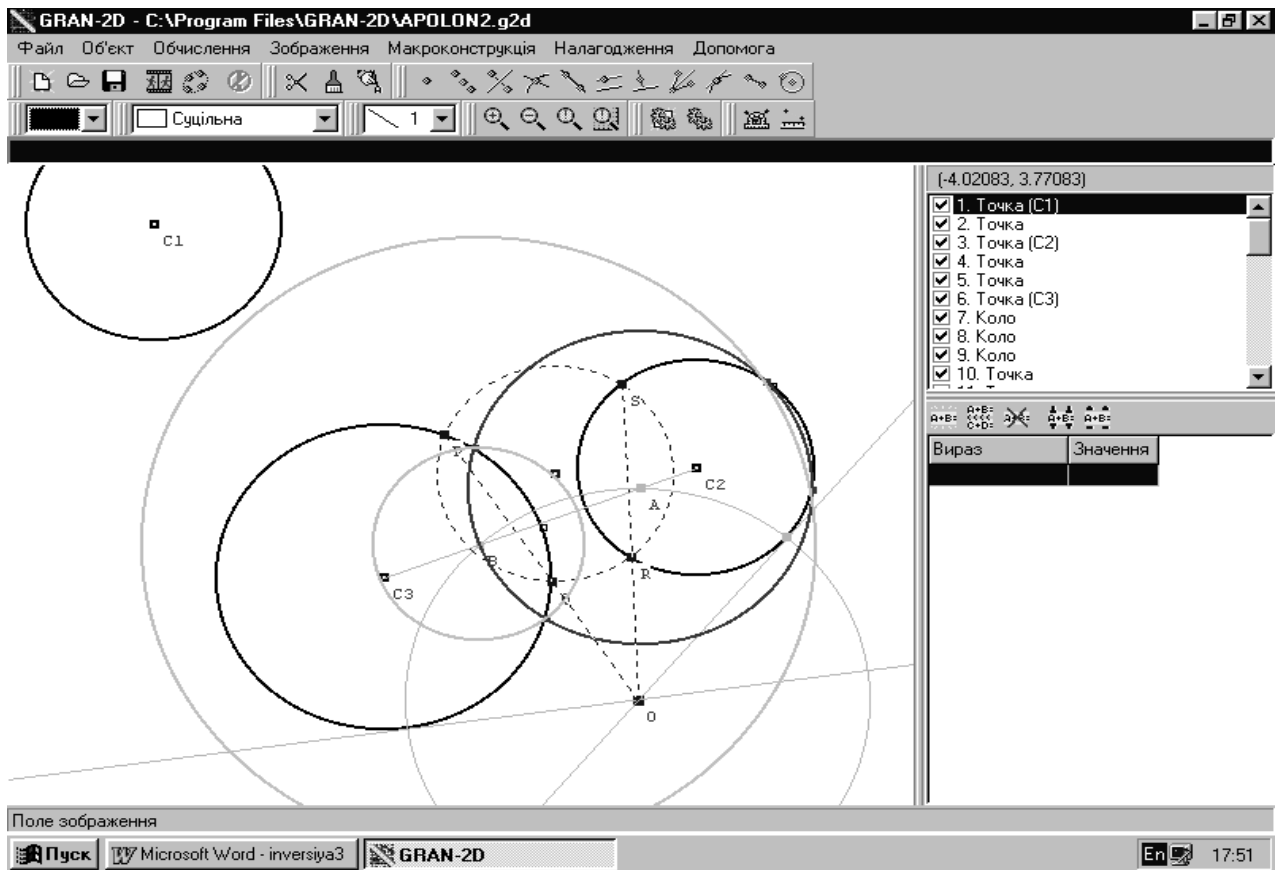 GRAN-2D - C:\Program Files\GRAN-2D\APOLON2.g2d
Файл Об'єкт Обчислення Зображення Макроконструкція Налагодження Допомога
Суцільна
1
(-4.02083, 3.77083)
1. Точка (C1)
2. Точка
3. Точка (C2)
4. Точка
5. Точка
6. Точка (C3)
7. Коло
8. Коло
9. Коло
10. Точка
A+B= A+B= C+D= A+B= A+B= A+B=
Вираз Значення
C1
S
C2
A
B
R
C3
O
Поле зображення
Пуск Microsoft Word - inversiya3 GRAN-2D En 17:51